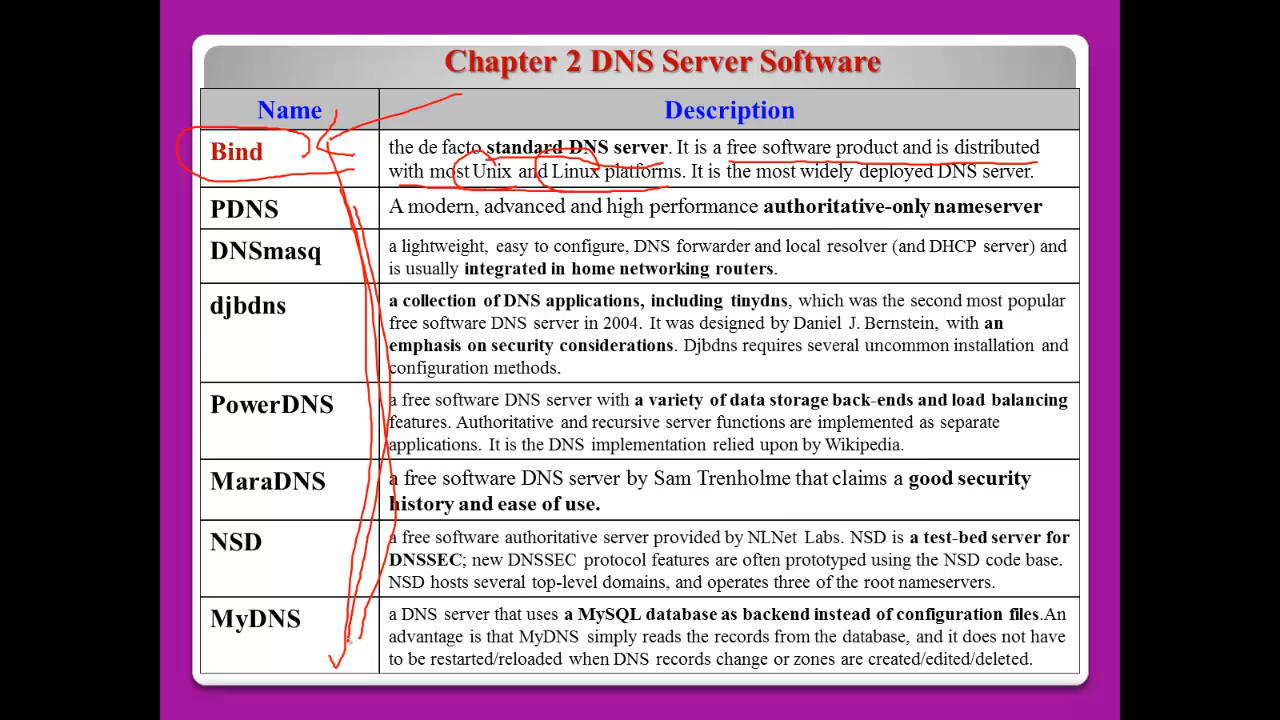 Chapter 2 DNS Server Software
Name Description
Bind
the de facto standard DNS server. It is a free software product and is distributed
with most Unix and Linux platforms. It is the most widely deployed DNS server.
PDNS
A modern, advanced and high performance authoritative-only nameserver
DNSmasq
a lightweight, easy to configure, DNS forwarder and local resolver (and DHCP server) and
is usually integrated in home networking routers.
djbdns
a collection of DNS applications, including tinydns, which was the second most popular
free software DNS server in 2004. It was designed by Daniel J. Bernstein, with an
emphasis on security considerations. Djbdns requires several uncommon installation and
configuration methods.
PowerDNS
a free software DNS server with a variety of data storage back-ends and load balancing
features. Authoritative and recursive server functions are implemented as separate
applications. It is the DNS implementation relied upon by Wikipedia.
MaraDNS
a free software DNS server by Sam Trenholme that claims a good security
history and ease of use.
NSD
a free software authoritative server provided by NLNet Labs. NSD is a test-bed server for
DNSSEC; new DNSSEC protocol features are often prototyped using the NSD code base.
NSD hosts several top-level domains, and operates three of the root nameservers.
MyDNS
a DNS server that uses a MySQL database as backend instead of configuration files.An
advantage is that MyDNS simply reads the records from the database, and it does not have
to be restarted/reloaded when DNS records change or zones are created/edited/deleted.